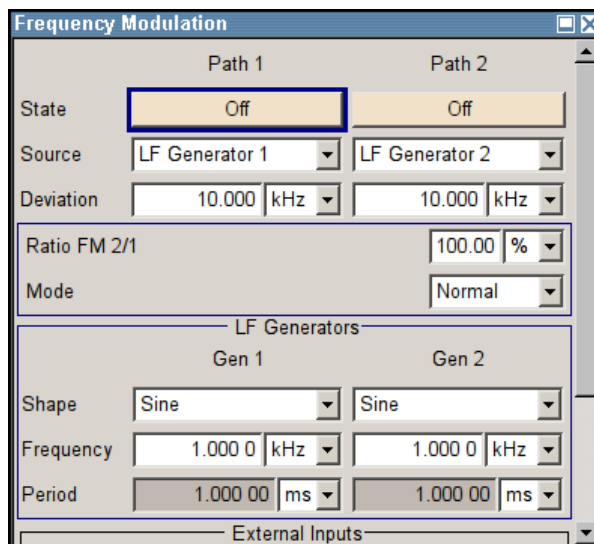 Frequency Modulation
Path 1 Path 2
State Off Off
Source LF Generator 1 LF Generator 2
Deviation 10.000 kHz 10.000 kHz
Ratio FM 2/1 100.00 %
Mode Normal
LF Generators
Gen 1 Gen 2
Shape Sine Sine
Frequency 1.000 0 kHz 1.000 0 kHz
Period 1.000 00 ms 1.000 00 ms
External Inputs